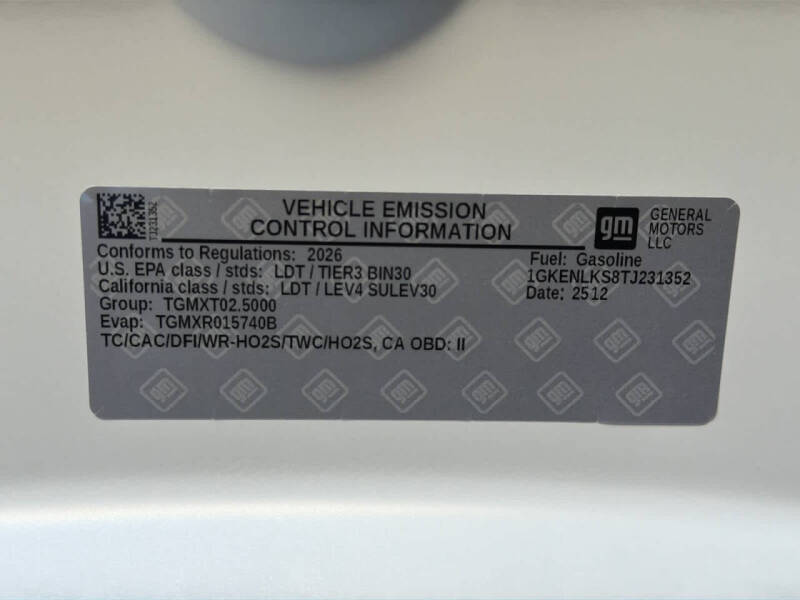 TJ231352
VEHICLE EMISSION
CONTROL INFORMATION
gm
GENERAL
MOTORS
LLC
Conforms to Regulations: 2026
U.S. EPA class / stds: LDT / TIER3 BIN30
California class / stds: LDT / LEV4 SULEV30
Group: TGMXT02.5000
Evap: TGMXR015740B
TC/CAC/DFI/WR-HO2S/TWC/HO2S, CA OBD: II
Fuel: Gasoline
1GKENLKS8TJ231352
Date: 2512